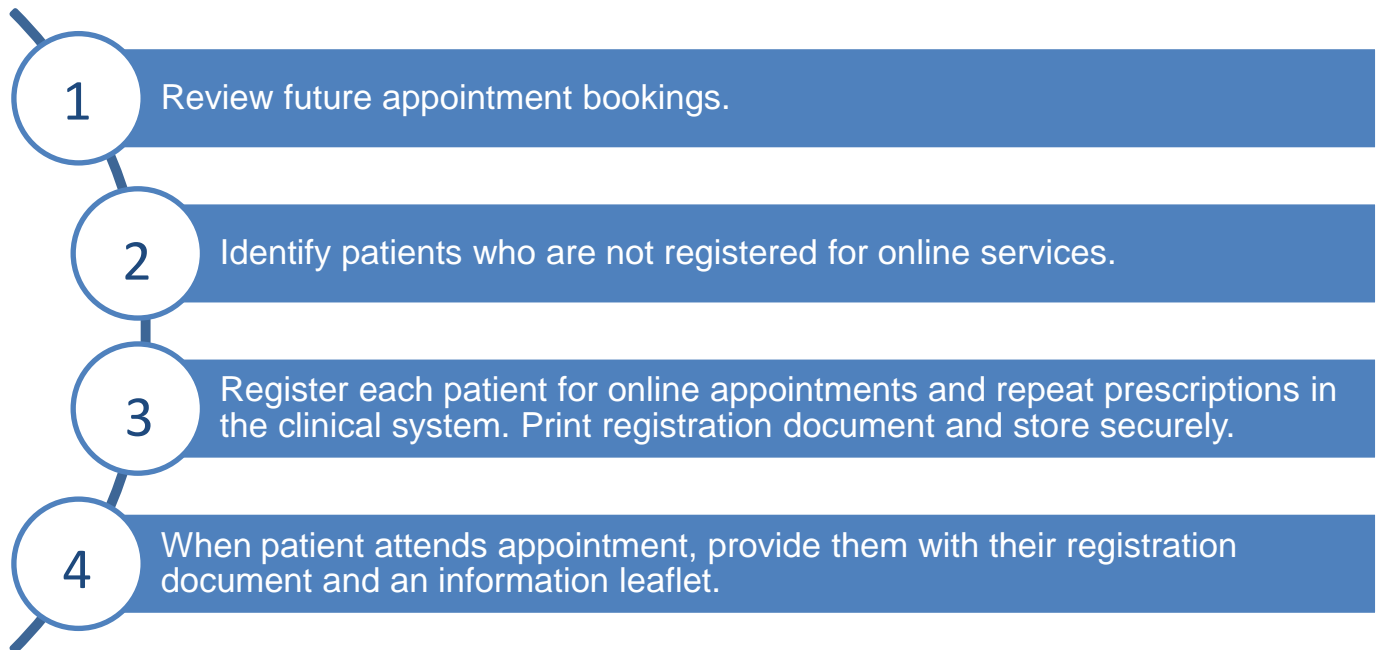 1
Review future appointment bookings.
2
Identify patients who are not registered for online services.
3
Register each patient for online appointments and repeat prescriptions in
the clinical system. Print registration document and store securely.
4
When patient attends appointment, provide them with their registration
document and an information leaflet.